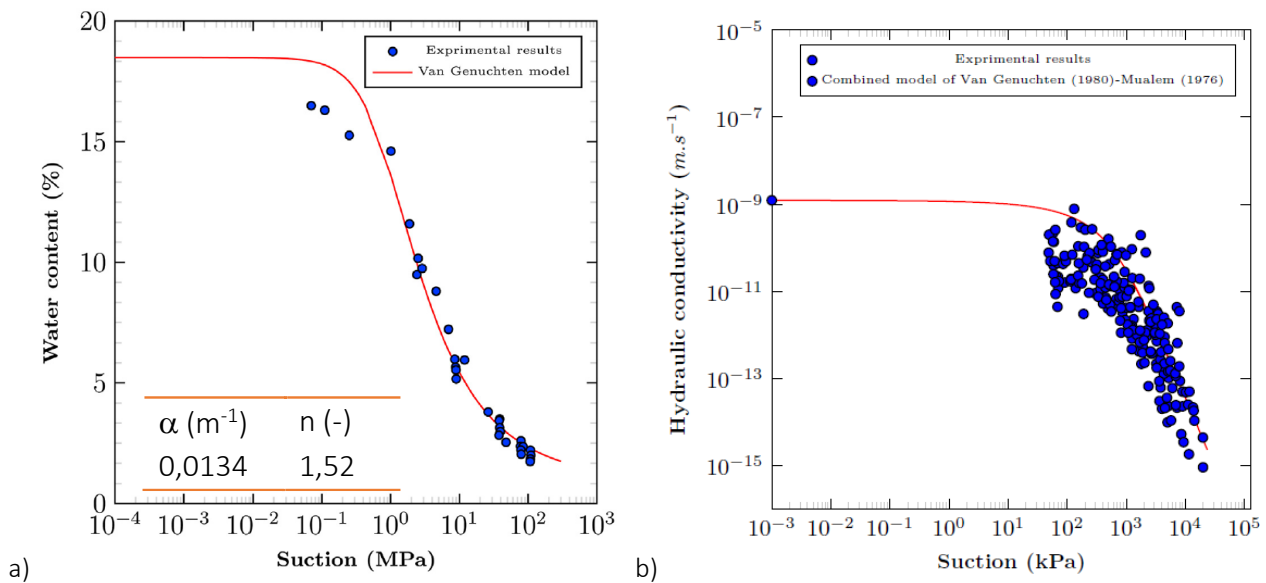 20
15
10
5
0
Water content (%)
Exprimental results
Van Genuchten model
α (m⁻¹) n (-)
0,0134 1,52
10⁻⁴ 10⁻³ 10⁻² 10⁻¹ 10⁰ 10¹ 10² 10³
Suction (MPa)
a)
10⁻⁵
10⁻⁷
10⁻⁹
10⁻¹¹
10⁻¹³
10⁻¹⁵
Hydraulic conductivity (m.s⁻¹)
Exprimental results
Combined model of Van Genuchten (1980)-Mualem (1976)
10⁻³ 10⁻² 10⁻¹ 10⁰ 10¹ 10² 10³ 10⁴ 10⁵
Suction (kPa)
b)